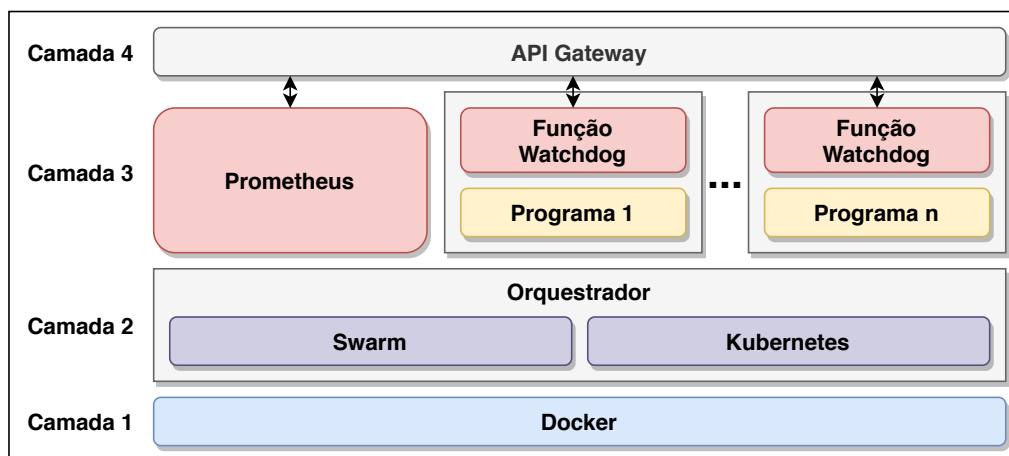 Camada 4
API Gateway
Camada 3
Prometheus
Função
Watchdog
Programa 1
...
Função
Watchdog
Programa n
Camada 2
Orquestrador
Swarm
Kubernetes
Camada 1
Docker